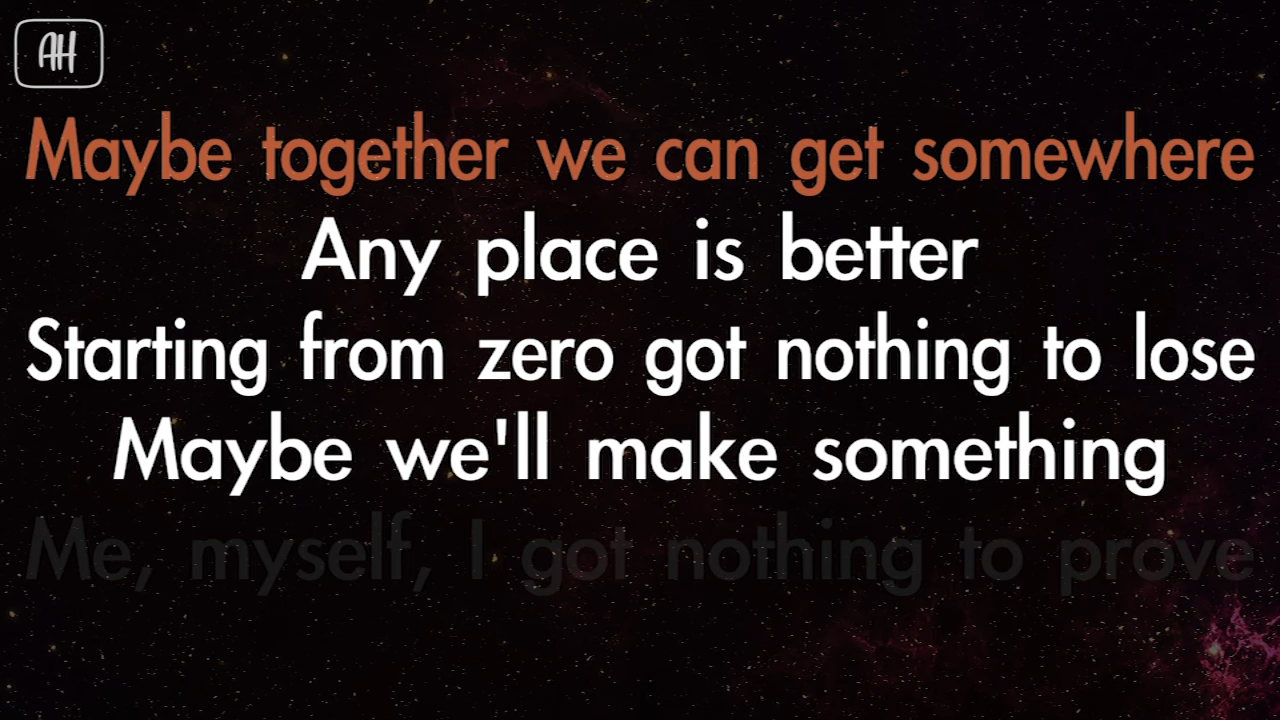 AH
Maybe together we can get somewhere
Any place is better
Starting from zero got nothing to lose
Maybe we'll make something
Me, myself, I got nothing to prove